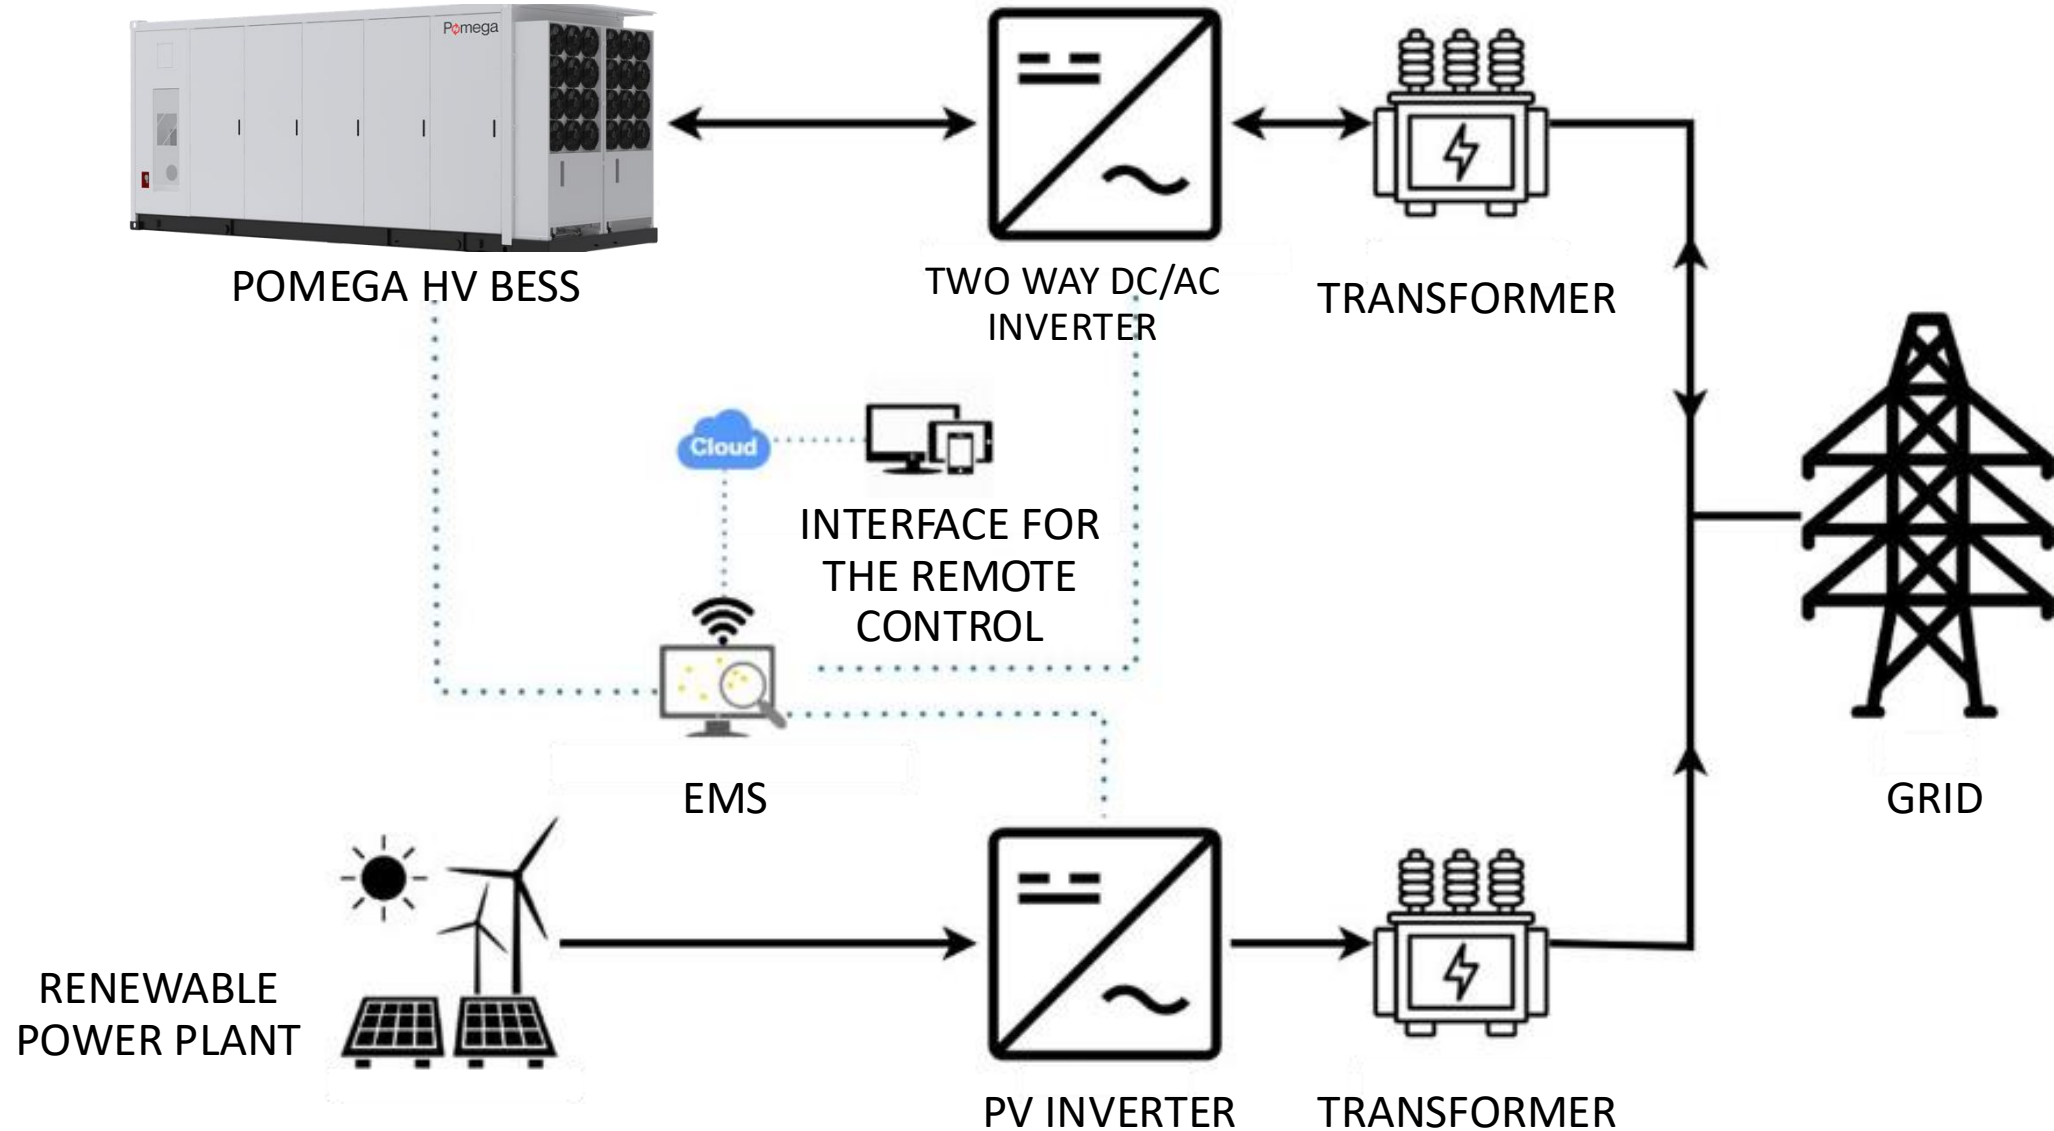 Pomega
POMEGA HV BESS
TWO WAY DC/AC
INVERTER
TRANSFORMER
Cloud
INTERFACE FOR
THE REMOTE
CONTROL
EMS
GRID
RENEWABLE
POWER PLANT
PV INVERTER
TRANSFORMER